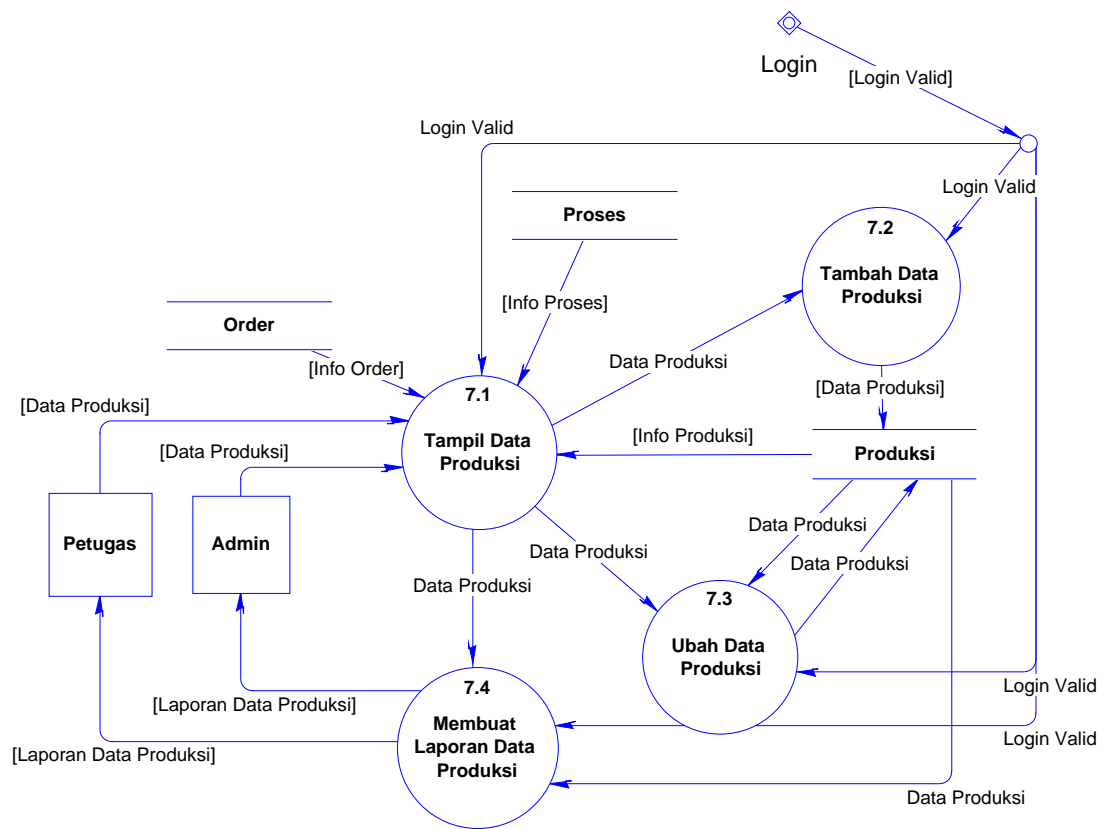 Login
[Login Valid]
Login Valid
Login Valid
Proses
7.2
Tambah Data
Produksi
[Info Proses]
Order
[Info Order]
Data Produksi
[Data Produksi]
7.1
Tampil Data
Produksi
[Data Produksi]
[Data Produksi]
[Info Produksi]
Produksi
Petugas
Admin
Data Produksi
Data Produksi
Data Produksi
Data Produksi
7.3
Ubah Data
Produksi
7.4
Membuat
Laporan Data
Produksi
[Laporan Data Produksi]
[Laporan Data Produksi]
Login Valid
Login Valid
Data Produksi